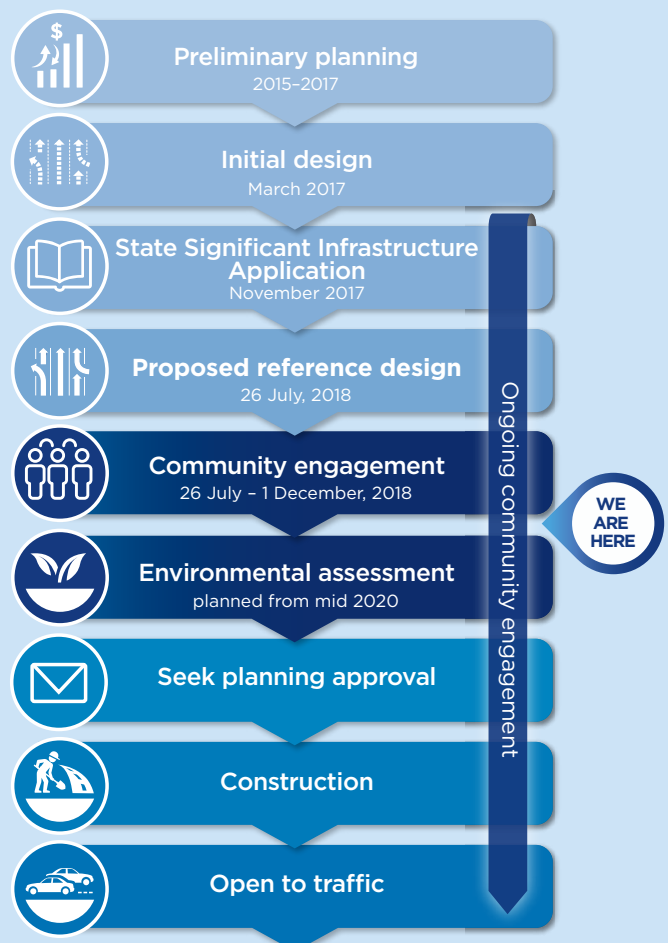 $
Preliminary planning
2015–2017
Initial design
March 2017
State Significant Infrastructure
Application
November 2017
Proposed reference design
26 July, 2018
Community engagement
26 July – 1 December, 2018
Environmental assessment
planned from mid 2020
Seek planning approval
Construction
Open to traffic
Ongoing community engagement
WE
ARE
HERE